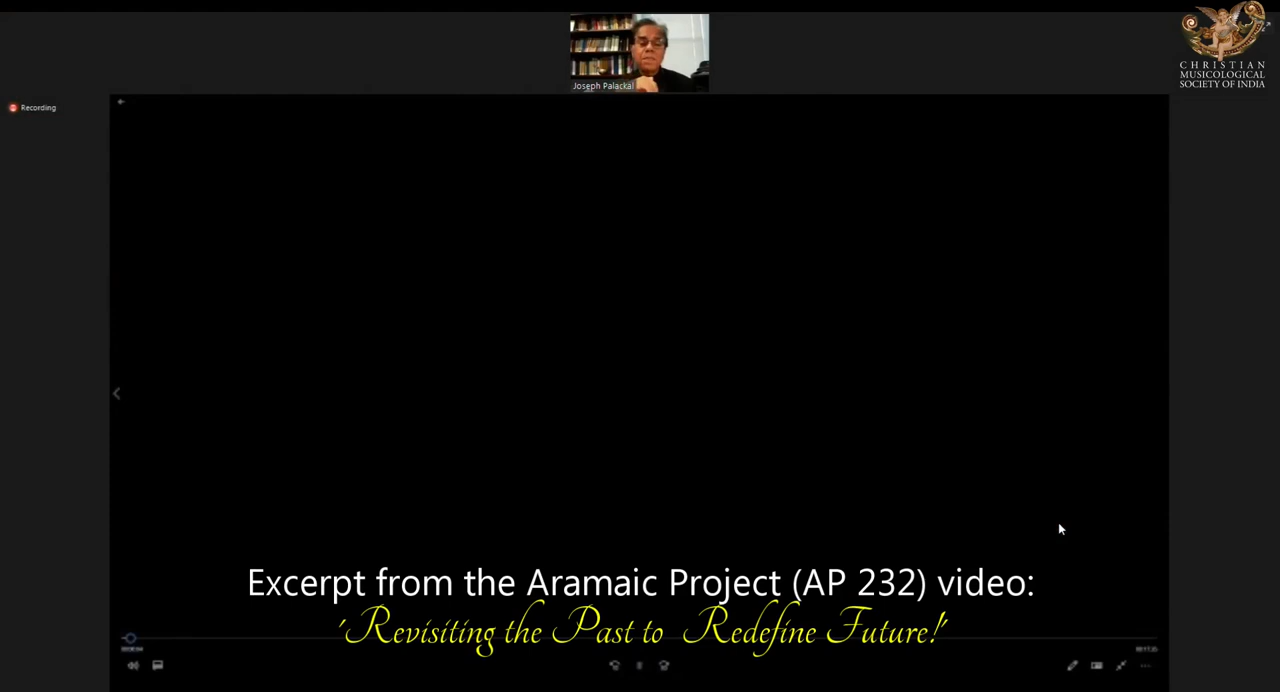 CHRISTIAN
MUSICOLOGICAL
SOCIETY OF INDIA
Joseph Palackal
Recording
Excerpt from the Aramaic Project (AP 232) video:
'Revisiting the Past to Redefine Future!'